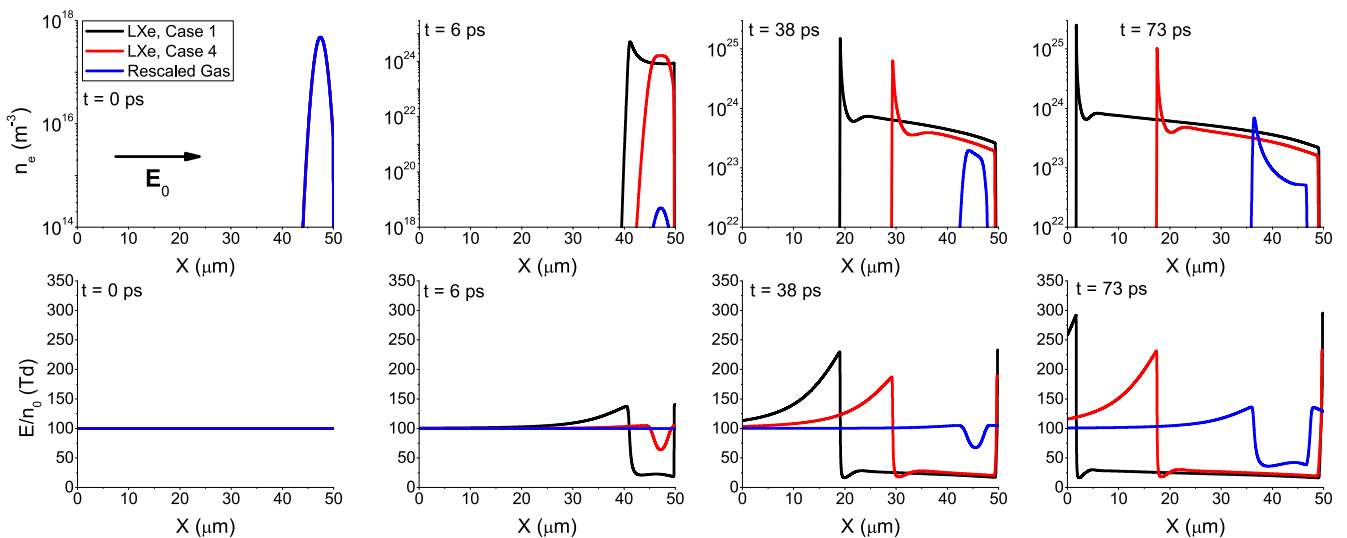 10^18
10^16
10^14
n_e (m^-3)
LXe, Case 1
LXe, Case 4
Rescaled Gas
t = 0 ps
E_0
0 10 20 30 40 50
X (μm)
t = 6 ps
10^24
10^22
10^20
10^18
0 10 20 30 40 50
X (μm)
t = 38 ps
10^25
10^24
10^23
10^22
0 10 20 30 40 50
X (μm)
t = 73 ps
10^25
10^24
10^23
10^22
0 10 20 30 40 50
X (μm)
350
300
250
200
150
100
50
0
E/n_0 (Td)
t = 0 ps
0 10 20 30 40 50
X (μm)
350
300
250
200
150
100
50
0
t = 6 ps
0 10 20 30 40 50
X (μm)
350
300
250
200
150
100
50
0
t = 38 ps
0 10 20 30 40 50
X (μm)
350
300
250
200
150
100
50
0
t = 73 ps
0 10 20 30 40 50
X (μm)